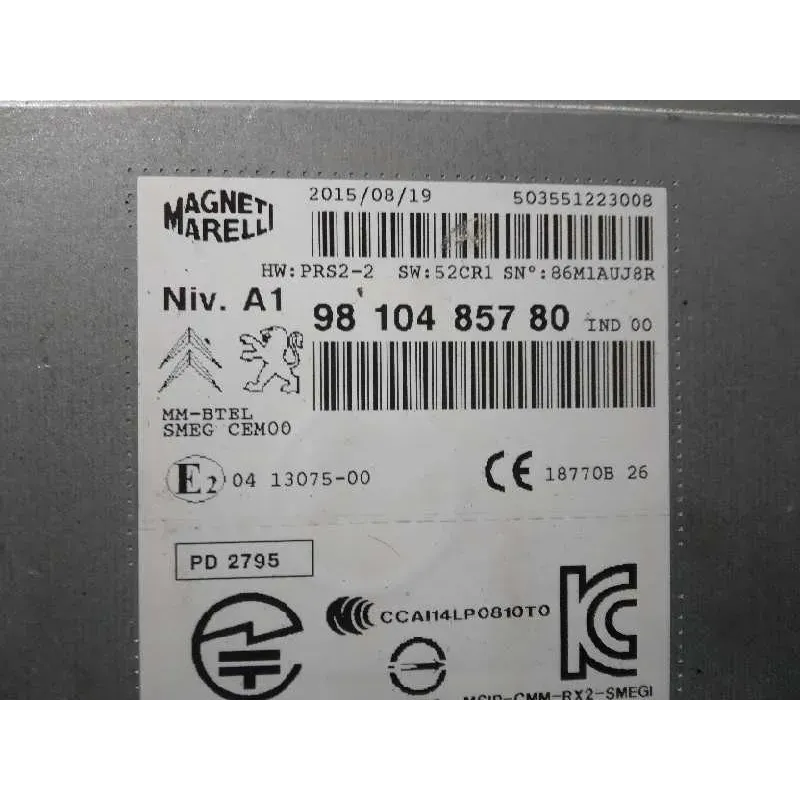 MAGNETI MARELLI
2015/08/19 503551223008
HW:PRS2-2 SW:52CR1 SN°:86M1AUJ8R
Niv. A1
98 104 857 80 IND 00
MM-BTEL
SMEG CEM00
E2 04 13075-00
CE 18770B 26
PD 2795
CCAI14LP0810T0
KC